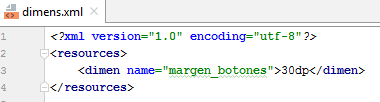 dimens.xml
1 <?xml version="1.0" encoding="utf-8"?>
2 <resources>
3 <dimen name="margen_botones">30dp</dimen>
4 </resources>